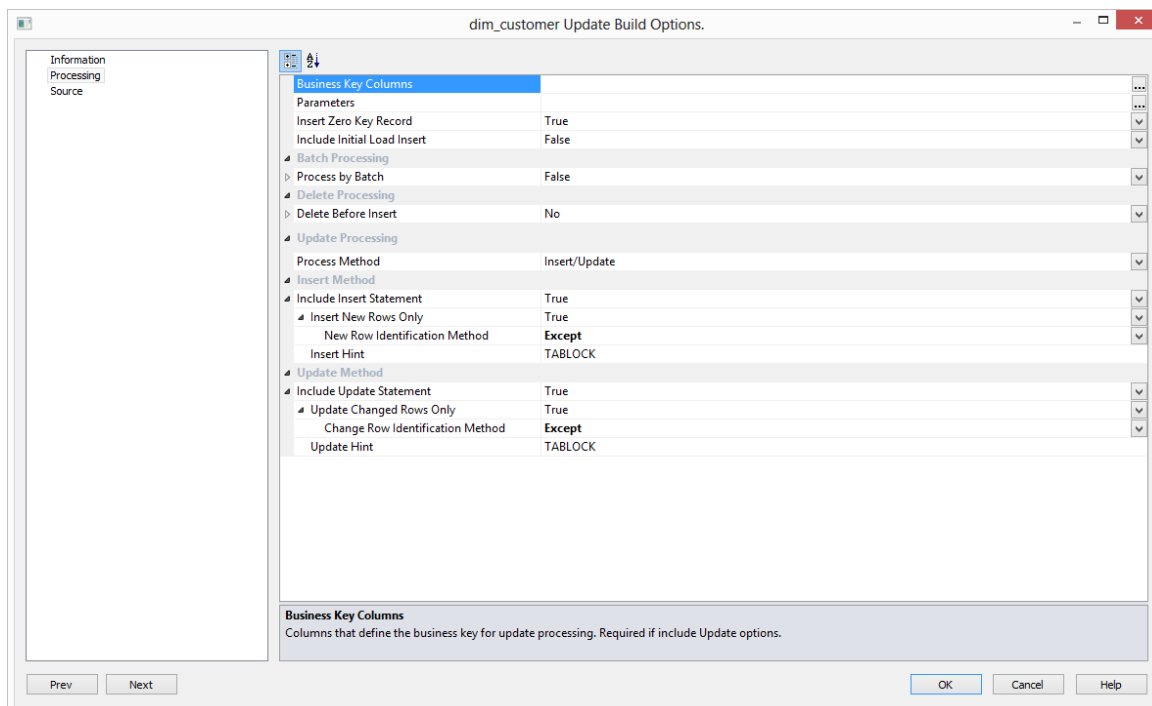 dim_customer Update Build Options.
Information
Processing
Source
Business Key Columns
Parameters
Insert Zero Key Record True
Include Initial Load Insert False
Batch Processing
Process by Batch False
Delete Processing
Delete Before Insert No
Update Processing
Process Method Insert/Update
Insert Method
Include Insert Statement True
Insert New Rows Only True
New Row Identification Method Except
Insert Hint TABLOCK
Update Method
Include Update Statement True
Update Changed Rows Only True
Change Row Identification Method Except
Update Hint TABLOCK
Business Key Columns
Columns that define the business key for update processing. Required if include Update options.
Prev Next OK Cancel Help